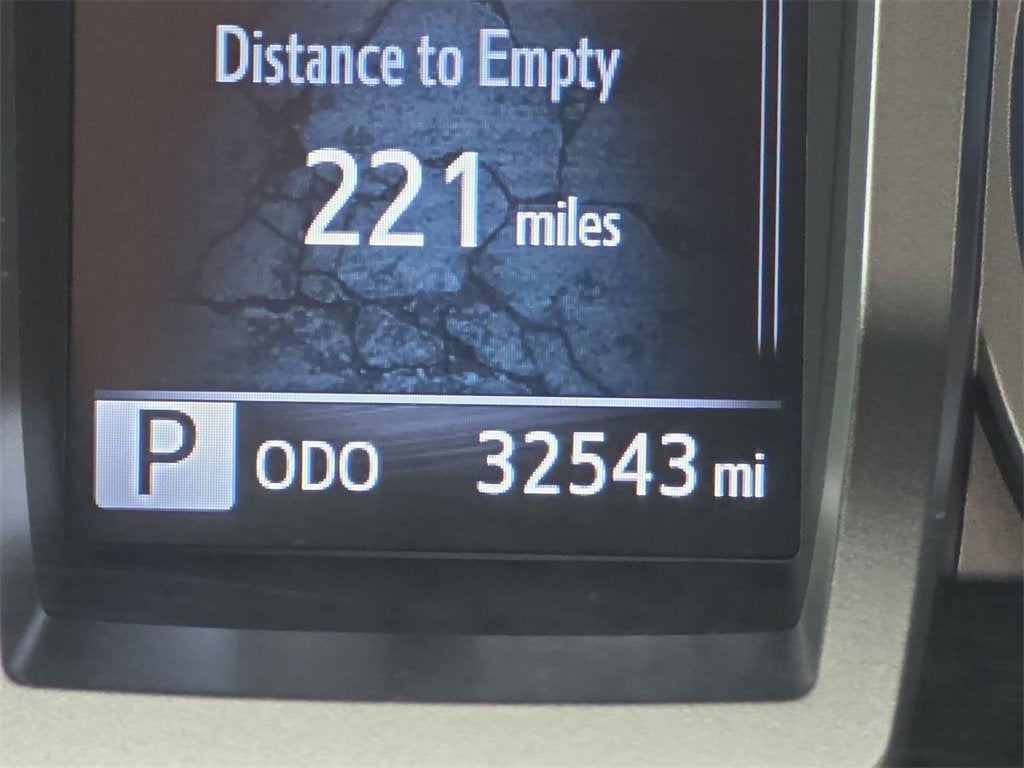 Distance to Empty
221 miles
P ODO 32543 mi